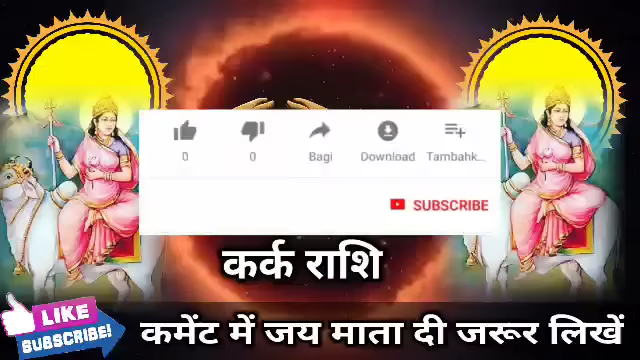 0 0 Bagi Download Tambahk...
SUBSCRIBE
कर्क राशि
LIKE
SUBSCRIBE!
कमेंट में जय माता दी जरूर लिखें